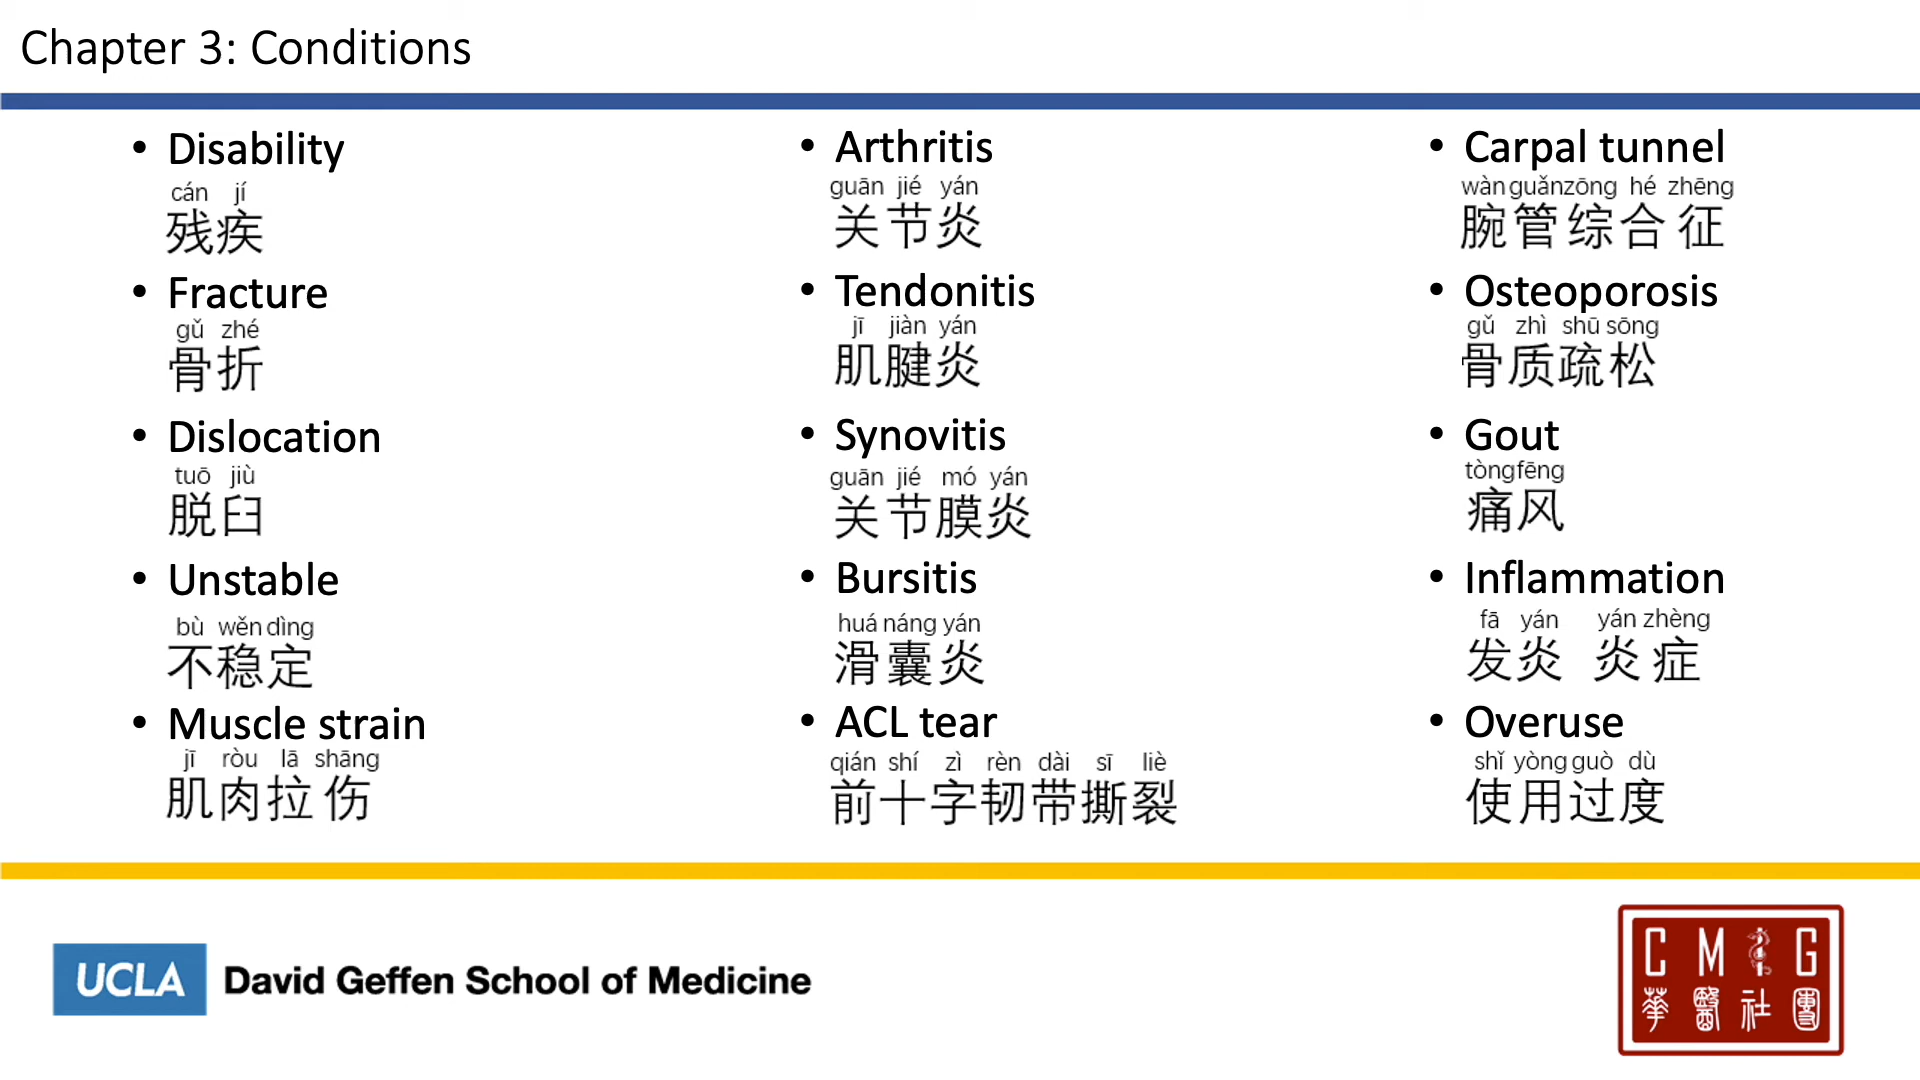 Chapter 3: Conditions
• Disability
cán jí
残疾
• Fracture
gǔ zhé
骨折
• Dislocation
tuō jiù
脱臼
• Unstable
bù wěn dìng
不稳定
• Muscle strain
jī ròu lā shāng
肌肉拉伤
• Arthritis
guān jié yán
关节炎
• Tendonitis
jī jiàn yán
肌腱炎
• Synovitis
guān jié mó yán
关节膜炎
• Bursitis
huá náng yán
滑囊炎
• ACL tear
qián shí zì rèn dài sī liè
前十字韧带撕裂
• Carpal tunnel
wàn guǎn zōng hé zhēng
腕管综合征
• Osteoporosis
gǔ zhì shū sōng
骨质疏松
• Gout
tòng fēng
痛风
• Inflammation
fā yán yán zhèng
发炎 炎症
• Overuse
shǐ yòng guò dù
使用过度
UCLA David Geffen School of Medicine
C M G
華醫社團